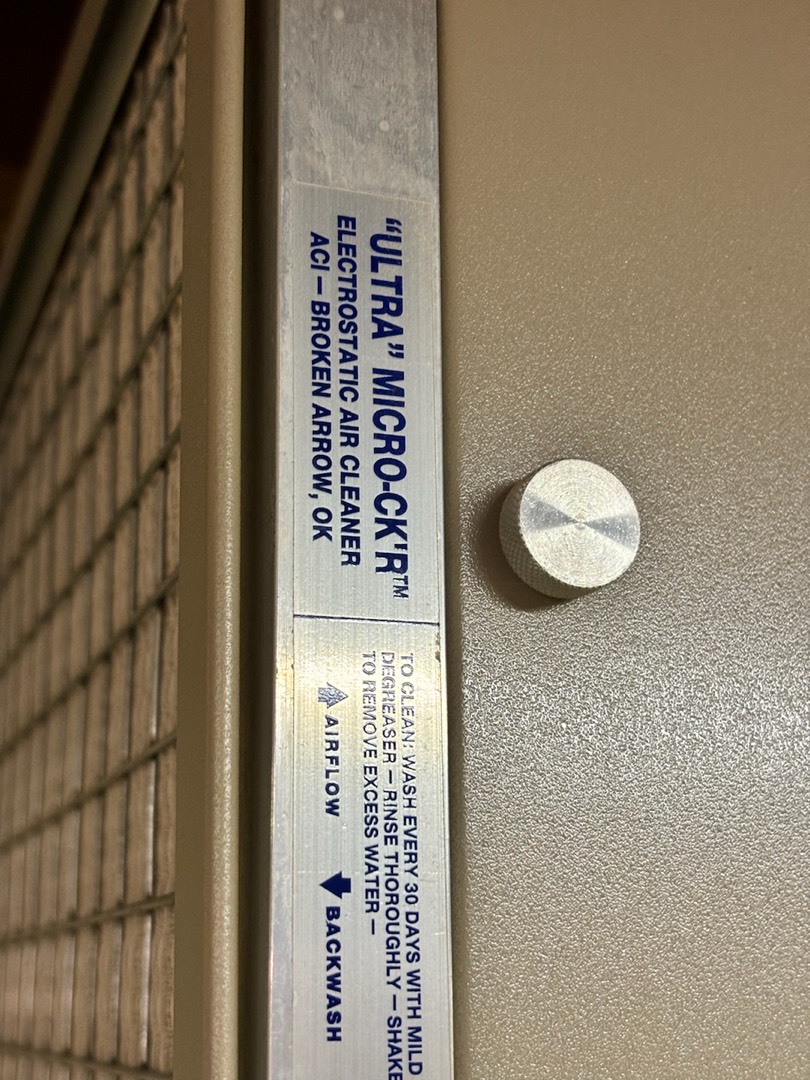 “ULTRA” MICRO-CK'R™
ELECTROSTATIC AIR CLEANER
ACI — BROKEN ARROW, OK
TO CLEAN: WASH EVERY 30 DAYS WITH MILD
DEGREASER — RINSE THOROUGHLY — SHAKE
TO REMOVE EXCESS WATER —
AIRFLOW
BACKWASH